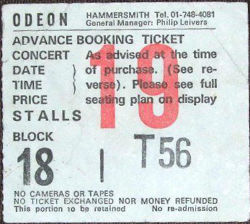 ODEON HAMMERSMITH Tel. 01-748-4081
General Manager: Philip Leivers
ADVANCE BOOKING TICKET
CONCERT As advised at the time
DATE ) of purchase. (See re-
TIME ) verse). Please see full
PRICE seating plan on display
19
STALLS
BLOCK
18 | T56
NO CAMERAS OR TAPES
NO TICKET EXCHANGED NOR MONEY REFUNDED
This portion to be retained No re-admission